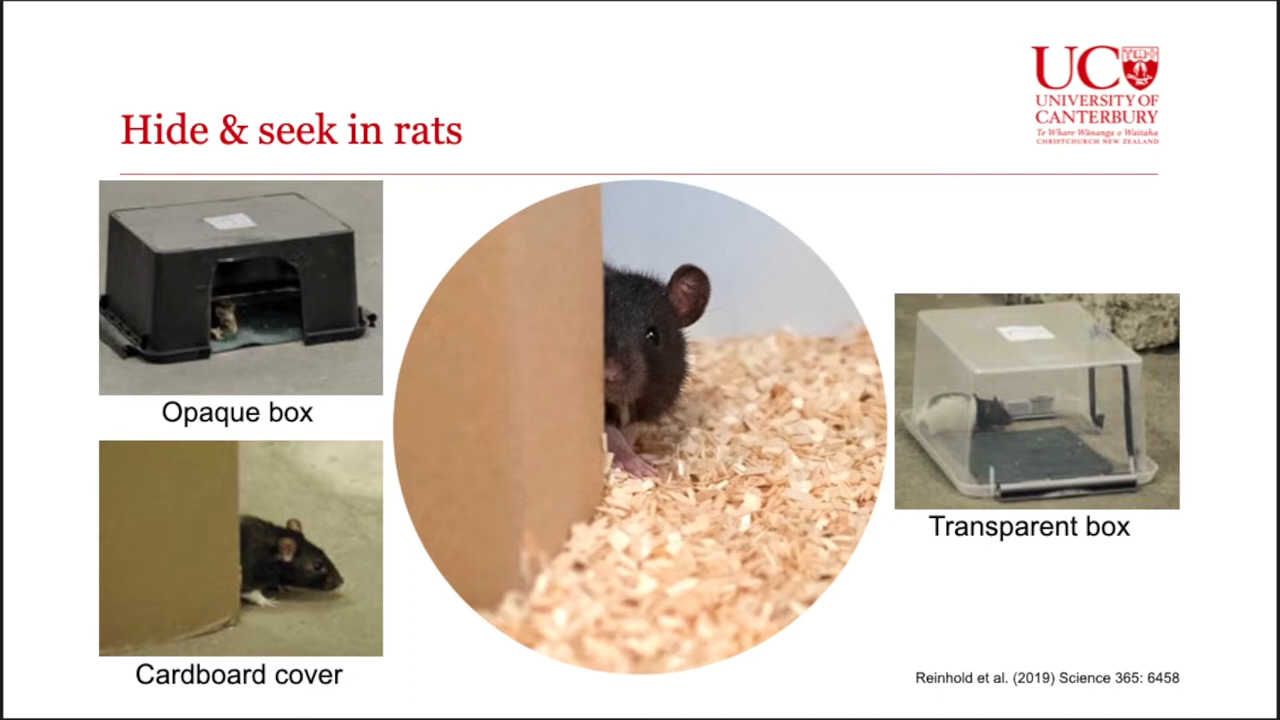 UC
UNIVERSITY OF
CANTERBURY
Te Whare Wānanga o Waitaha
CHRISTCHURCH NEW ZEALAND
Hide & seek in rats
Opaque box
Cardboard cover
Transparent box
Reinhold et al. (2019) Science 365: 6458